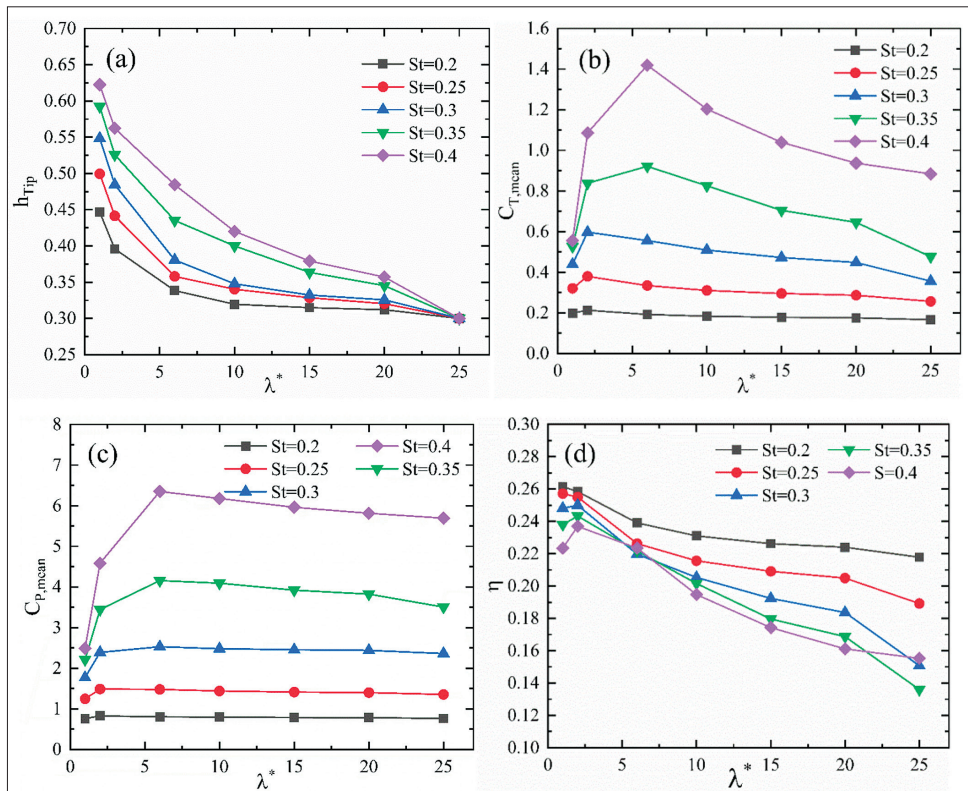 (a)
St=0.2
St=0.25
St=0.3
St=0.35
St=0.4
0.70
0.65
0.60
0.55
0.50
0.45
0.40
0.35
0.30
0.25
h_Tip
0 5 10 15 20 25
λ*
(b)
St=0.2
St=0.25
St=0.3
St=0.35
St=0.4
1.6
1.4
1.2
1.0
0.8
0.6
0.4
0.2
0.0
C_T,mean
0 5 10 15 20 25
λ*
(c)
St=0.2 St=0.4
St=0.25 St=0.35
St=0.3
8
7
6
5
4
3
2
1
0
C_P,mean
0 5 10 15 20 25
λ*
(d)
St=0.2 St=0.35
St=0.25 S=0.4
St=0.3
0.30
0.28
0.26
0.24
0.22
0.20
0.18
0.16
0.14
0.12
0.10
η
0 5 10 15 20 25
λ*